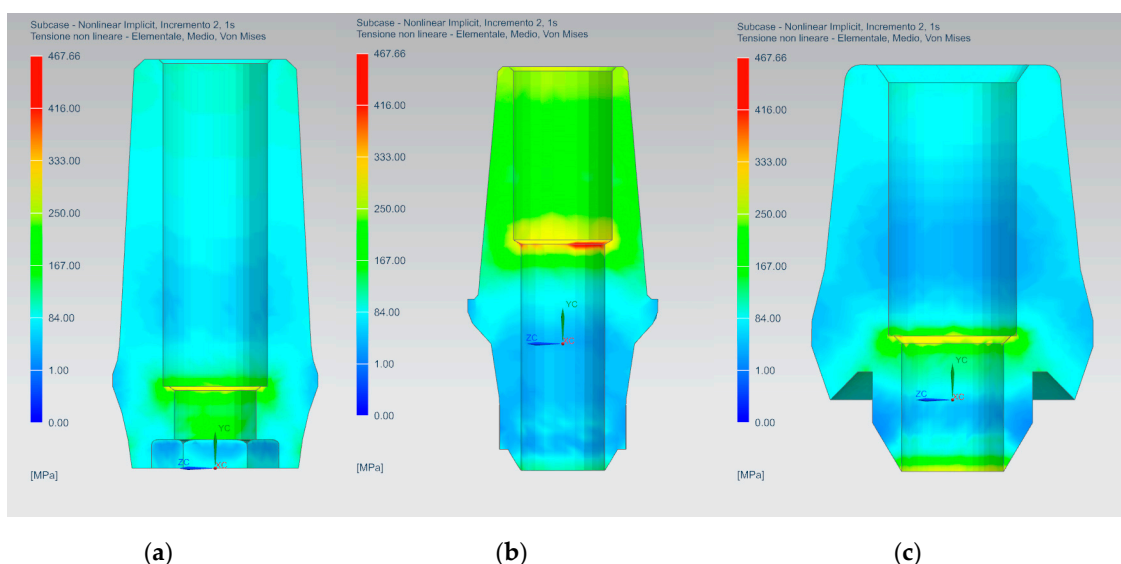 Subcase - Nonlinear Implicit, Incremento 2, 1s
Tensione non lineare - Elementale, Medio, Von Mises
467.66
416.00
333.00
250.00
167.00
84.00
1.00
0.00
[MPa]
YC
ZC
XC
Subcase - Nonlinear Implicit, Incremento 2, 1s
Tensione non lineare - Elementale, Medio, Von Mises
467.66
416.00
333.00
250.00
167.00
84.00
1.00
0.00
[MPa]
YC
ZC
XC
Subcase - Nonlinear Implicit, Incremento 2, 1s
Tensione non lineare - Elementale, Medio, Von Mises
467.66
416.00
333.00
250.00
167.00
84.00
1.00
0.00
[MPa]
YC
ZC
XC
(a)
(b)
(c)